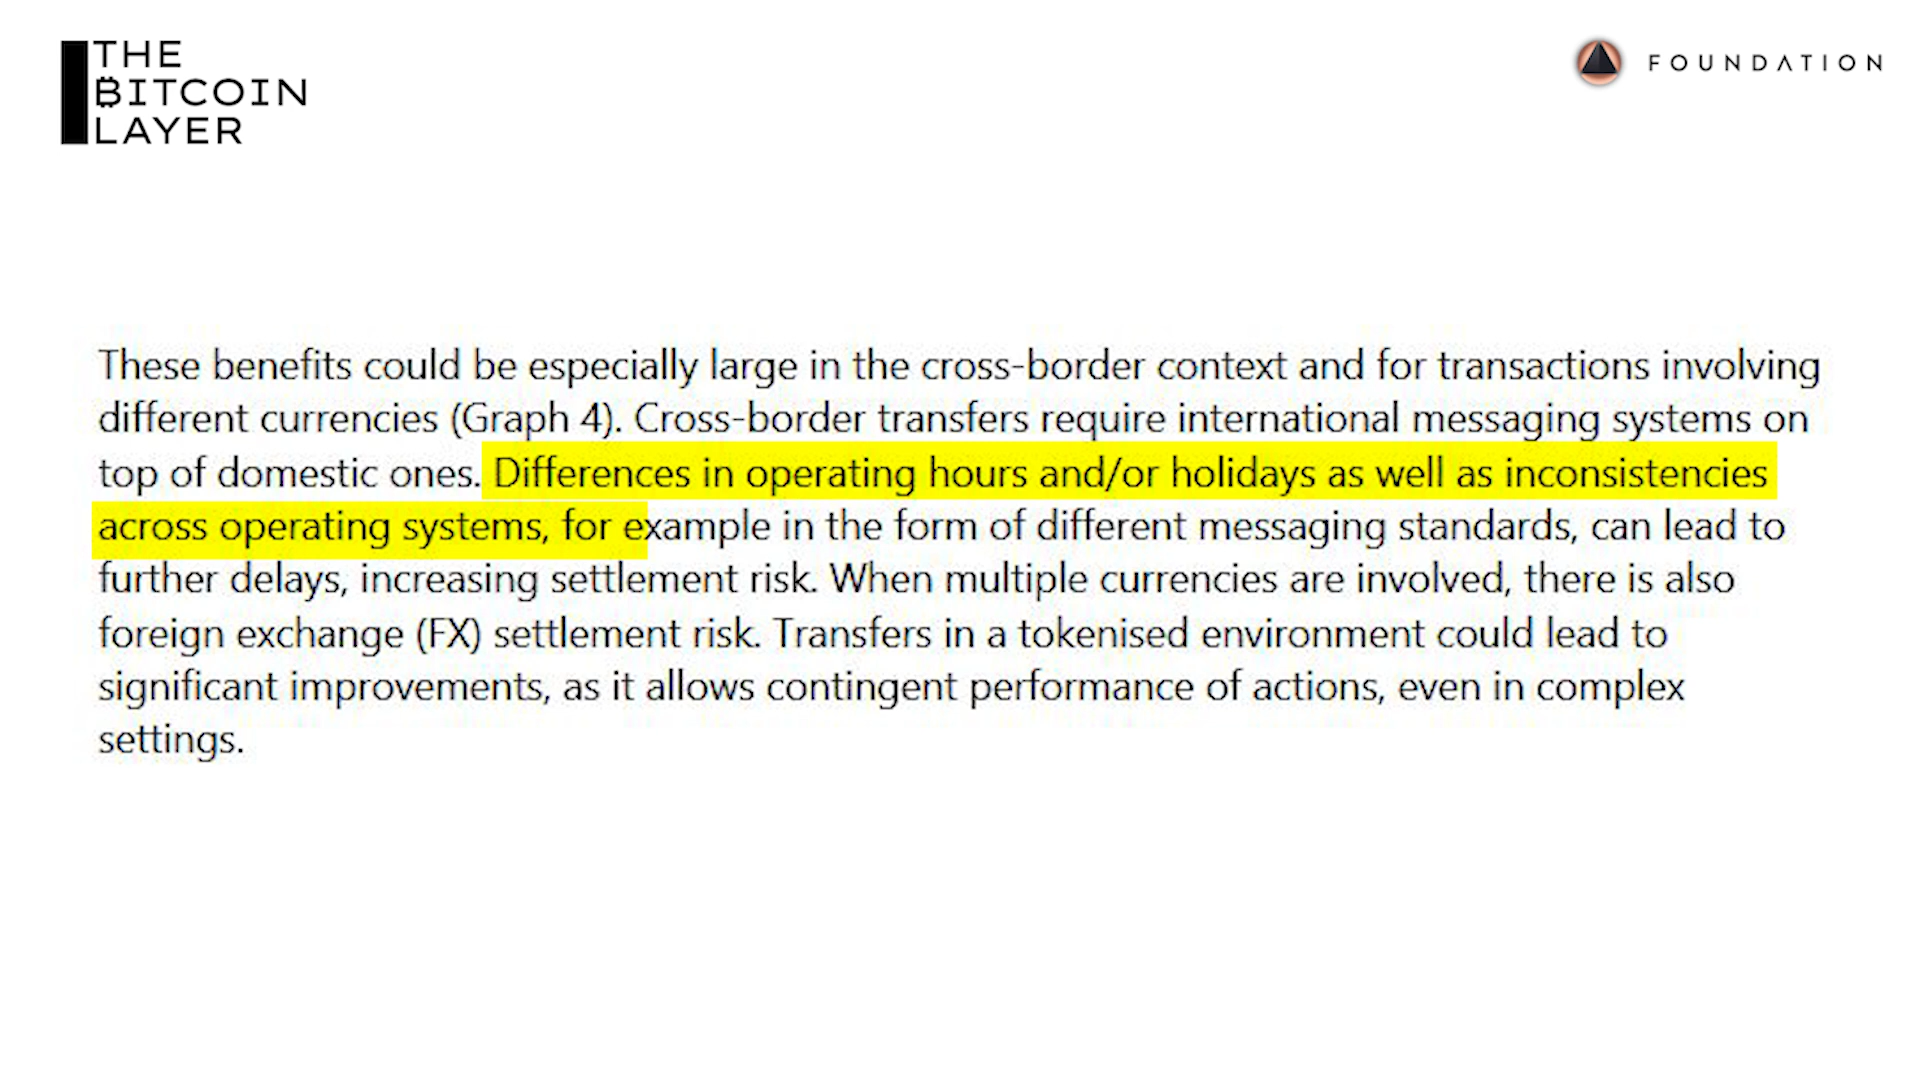 THE
BITCOIN
LAYER
FOUNDATION
These benefits could be especially large in the cross-border context and for transactions involving
different currencies (Graph 4). Cross-border transfers require international messaging systems on
top of domestic ones. Differences in operating hours and/or holidays as well as inconsistencies
across operating systems, for example in the form of different messaging standards, can lead to
further delays, increasing settlement risk. When multiple currencies are involved, there is also
foreign exchange (FX) settlement risk. Transfers in a tokenised environment could lead to
significant improvements, as it allows contingent performance of actions, even in complex
settings.